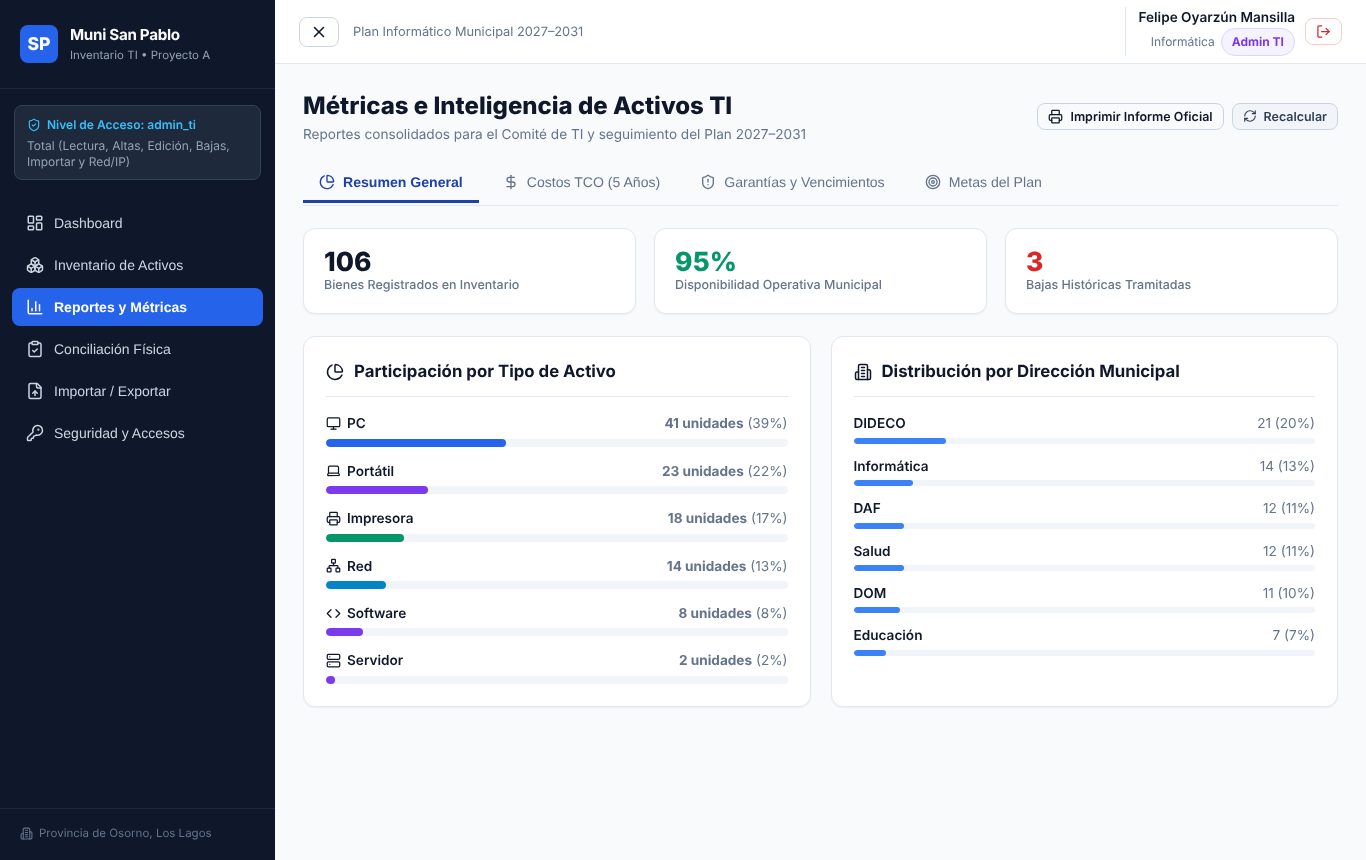 SP
Muni San Pablo
Inventario TI • Proyecto A
Nivel de Acceso: admin_ti
Total (Lectura, Altas, Edición, Bajas,
Importar y Red/IP)
Dashboard
Inventario de Activos
Reportes y Métricas
Conciliación Física
Importar / Exportar
Seguridad y Accesos
Provincia de Osorno, Los Lagos
Plan Informático Municipal 2027–2031
Felipe Oyarzún Mansilla
Informática Admin TI
Métricas e Inteligencia de Activos TI
Reportes consolidados para el Comité de TI y seguimiento del Plan 2027–2031
Imprimir Informe Oficial
Recalcular
Resumen General
Costos TCO (5 Años)
Garantías y Vencimientos
Metas del Plan
106
Bienes Registrados en Inventario
95%
Disponibilidad Operativa Municipal
3
Bajas Históricas Tramitadas
Participación por Tipo de Activo
PC 41 unidades (39%)
Portátil 23 unidades (22%)
Impresora 18 unidades (17%)
Red 14 unidades (13%)
Software 8 unidades (8%)
Servidor 2 unidades (2%)
Distribución por Dirección Municipal
DIDECO 21 (20%)
Informática 14 (13%)
DAF 12 (11%)
Salud 12 (11%)
DOM 11 (10%)
Educación 7 (7%)